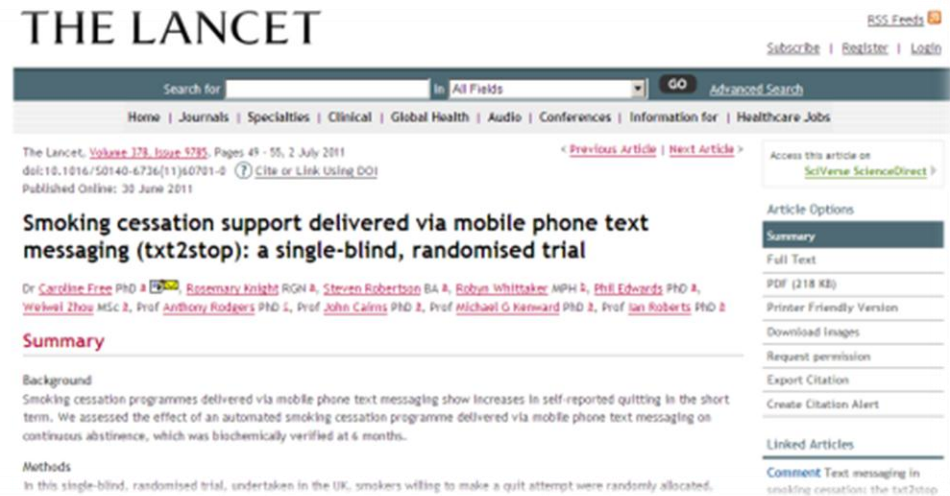 THE LANCET
RSS Feeds
Subscribe | Register | Login
Search for In All Fields GO Advanced Search
Home | Journals | Specialties | Clinical | Global Health | Audio | Conferences | Information for | Healthcare Jobs
The Lancet, Volume 378, Issue 9785, Pages 49 - 55, 2 July 2011
< Previous Article | Next Article >
doi:10.1016/S0140-6736(11)60701-0 ? Cite or Link Using DOI
Published Online: 30 June 2011
Smoking cessation support delivered via mobile phone text
messaging (txt2stop): a single-blind, randomised trial
Dr Caroline Free PhD, Rosemary Knight RGN, Steven Robertson BA, Robyn Whittaker MPH, Phil Edwards PhD,
Weiwei Zhou MSc, Prof Anthony Rodgers PhD, Prof John Cairns PhD, Prof Michael G Kenward PhD, Prof Ian Roberts PhD
Summary
Background
Smoking cessation programmes delivered via mobile phone text messaging show increases in self-reported quitting in the short
term. We assessed the effect of an automated smoking cessation programme delivered via mobile phone text messaging on
continuous abstinence, which was biochemically verified at 6 months.
Methods
In this single-blind, randomised trial, undertaken in the UK, smokers willing to make a quit attempt were randomly allocated,
Access this article on
SciVerse ScienceDirect
Article Options
Summary
Full Text
PDF (218 KB)
Printer Friendly Version
Download Images
Request permission
Export Citation
Create Citation Alert
Linked Articles
Comment Text messaging in
smoking cessation: the txt2stop